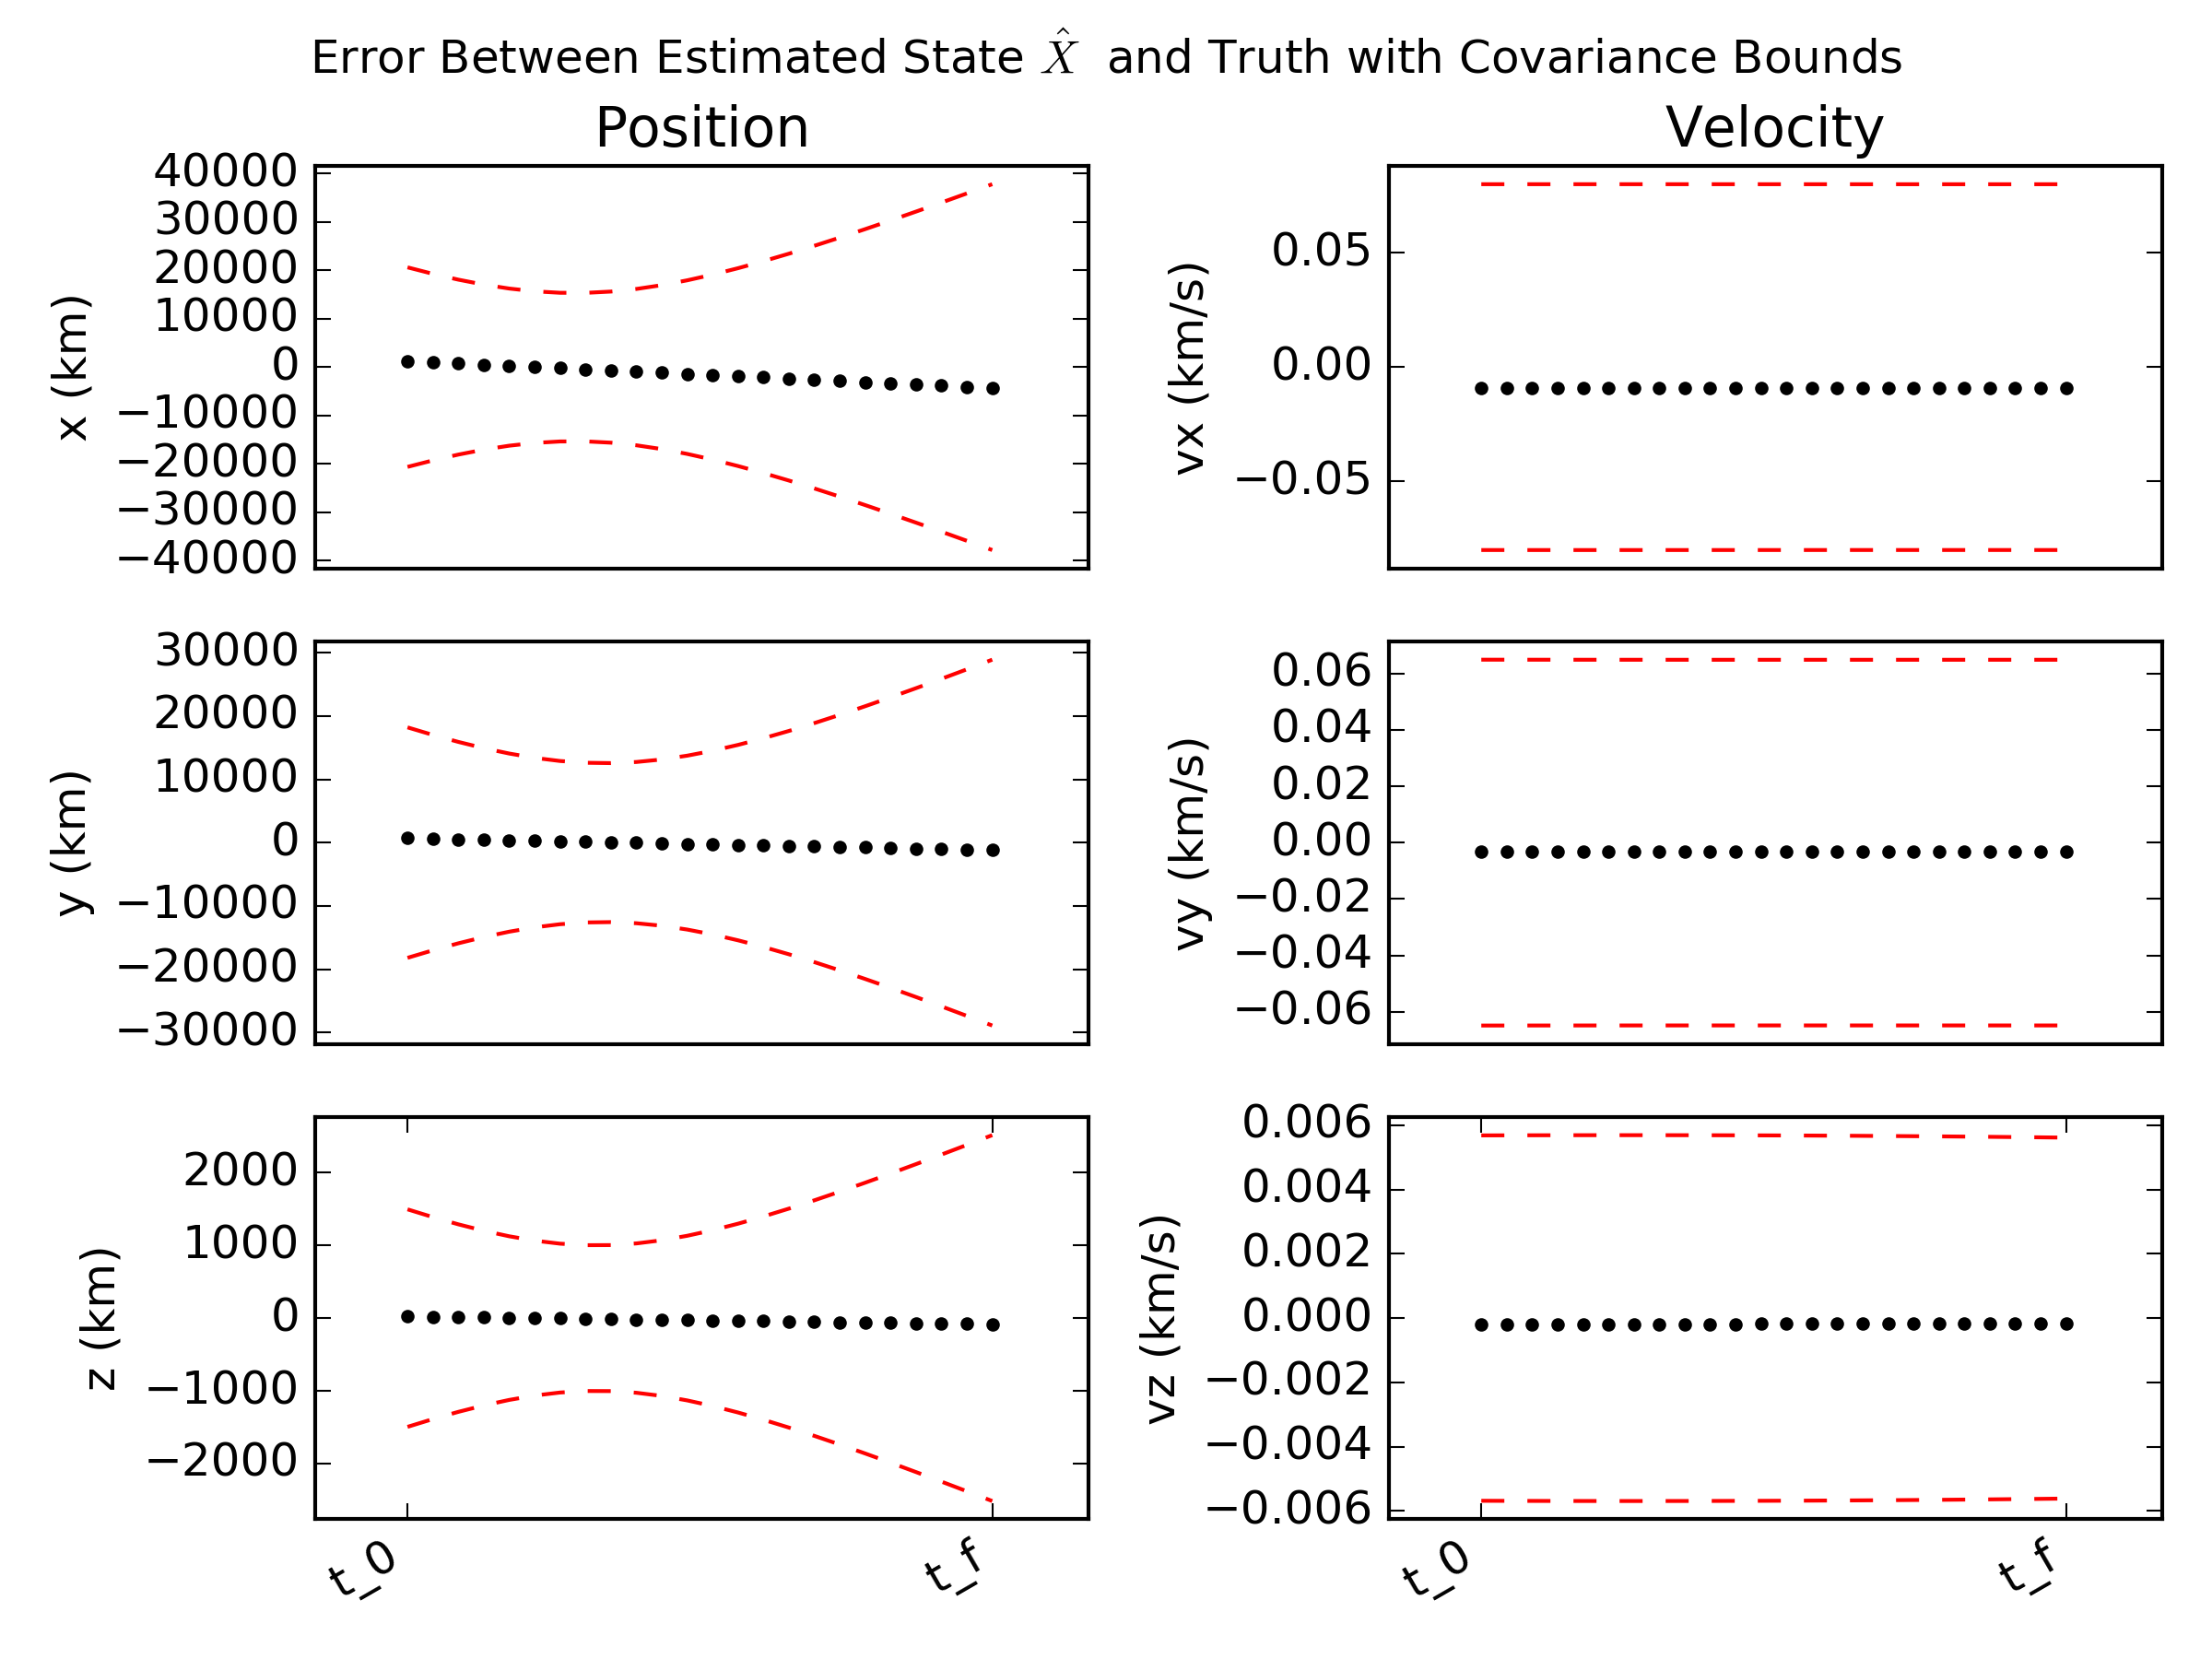 Error Between Estimated State X̂ and Truth with Covariance Bounds
Position
Velocity
40000
30000
20000
10000
0
−10000
−20000
−30000
−40000
x (km)
0.05
0.00
−0.05
vx (km/s)
30000
20000
10000
0
−10000
−20000
−30000
y (km)
0.06
0.04
0.02
0.00
−0.02
−0.04
−0.06
vy (km/s)
2000
1000
0
−1000
−2000
z (km)
t_0
t_f
0.006
0.004
0.002
0.000
−0.002
−0.004
−0.006
vz (km/s)
t_0
t_f